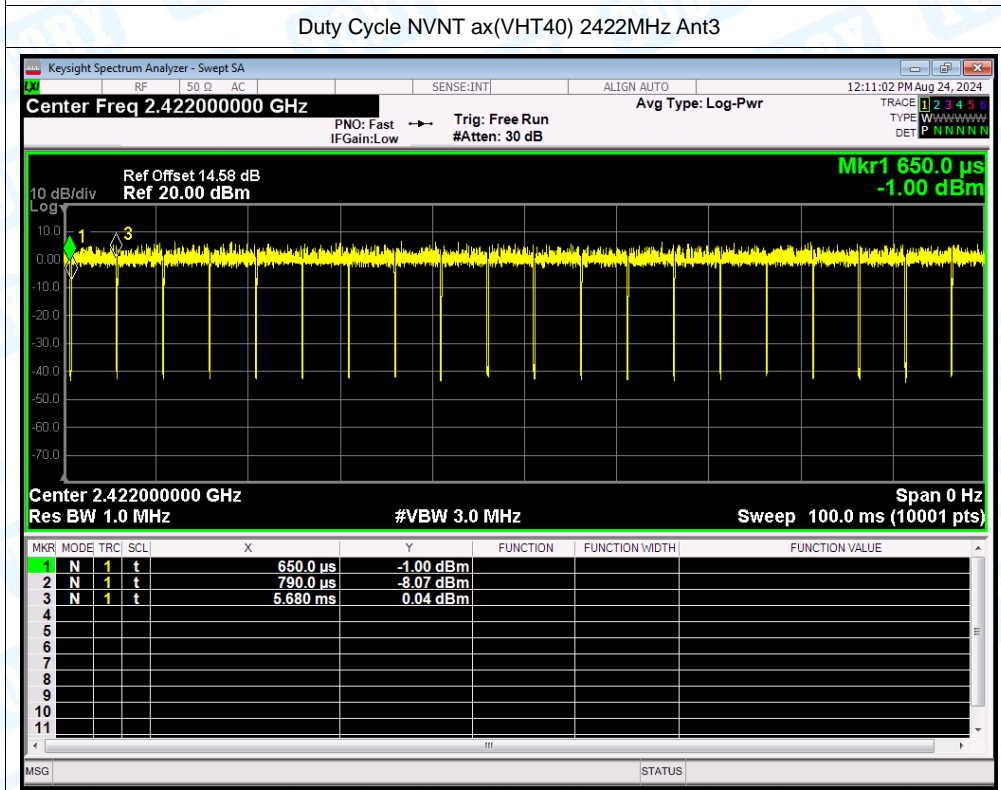 Duty Cycle NVNT ax(VHT40) 2422MHz Ant3
Keysight Spectrum Analyzer - Swept SA
LXI RF 50 Ω AC SENSE:INT ALIGN AUTO 12:11:02 PM Aug 24, 2024
Center Freq 2.422000000 GHz Avg Type: Log-Pwr TRACE 1 2 3 4 5 6
PNO: Fast Trig: Free Run TYPE WWWWWW
IFGain:Low #Atten: 30 dB DET P N N N N N
Mkr1 650.0 µs
-1.00 dBm
Ref Offset 14.58 dB
10 dB/div Ref 20.00 dBm
Log
10.0
0.00
-10.0
-20.0
-30.0
-40.0
-50.0
-60.0
-70.0
1
3
Center 2.422000000 GHz Span 0 Hz
Res BW 1.0 MHz #VBW 3.0 MHz Sweep 100.0 ms (10001 pts)
MKR MODE TRC SCL X Y FUNCTION FUNCTION WIDTH FUNCTION VALUE
1 N 1 t 650.0 µs -1.00 dBm
2 N 1 t 790.0 µs -8.07 dBm
3 N 1 t 5.680 ms 0.04 dBm
4
5
6
7
8
9
10
11
MSG STATUS